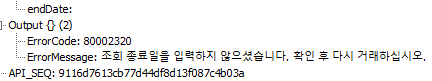 endDate:
Output {} (2)
ErrorCode: 80002320
ErrorMessage: 조회 종료일을 입력하지 않으셨습니다. 확인 후 다시 거래하십시오.
API_SEQ: 9116d7613cb77d44df8d13f087c4b03a